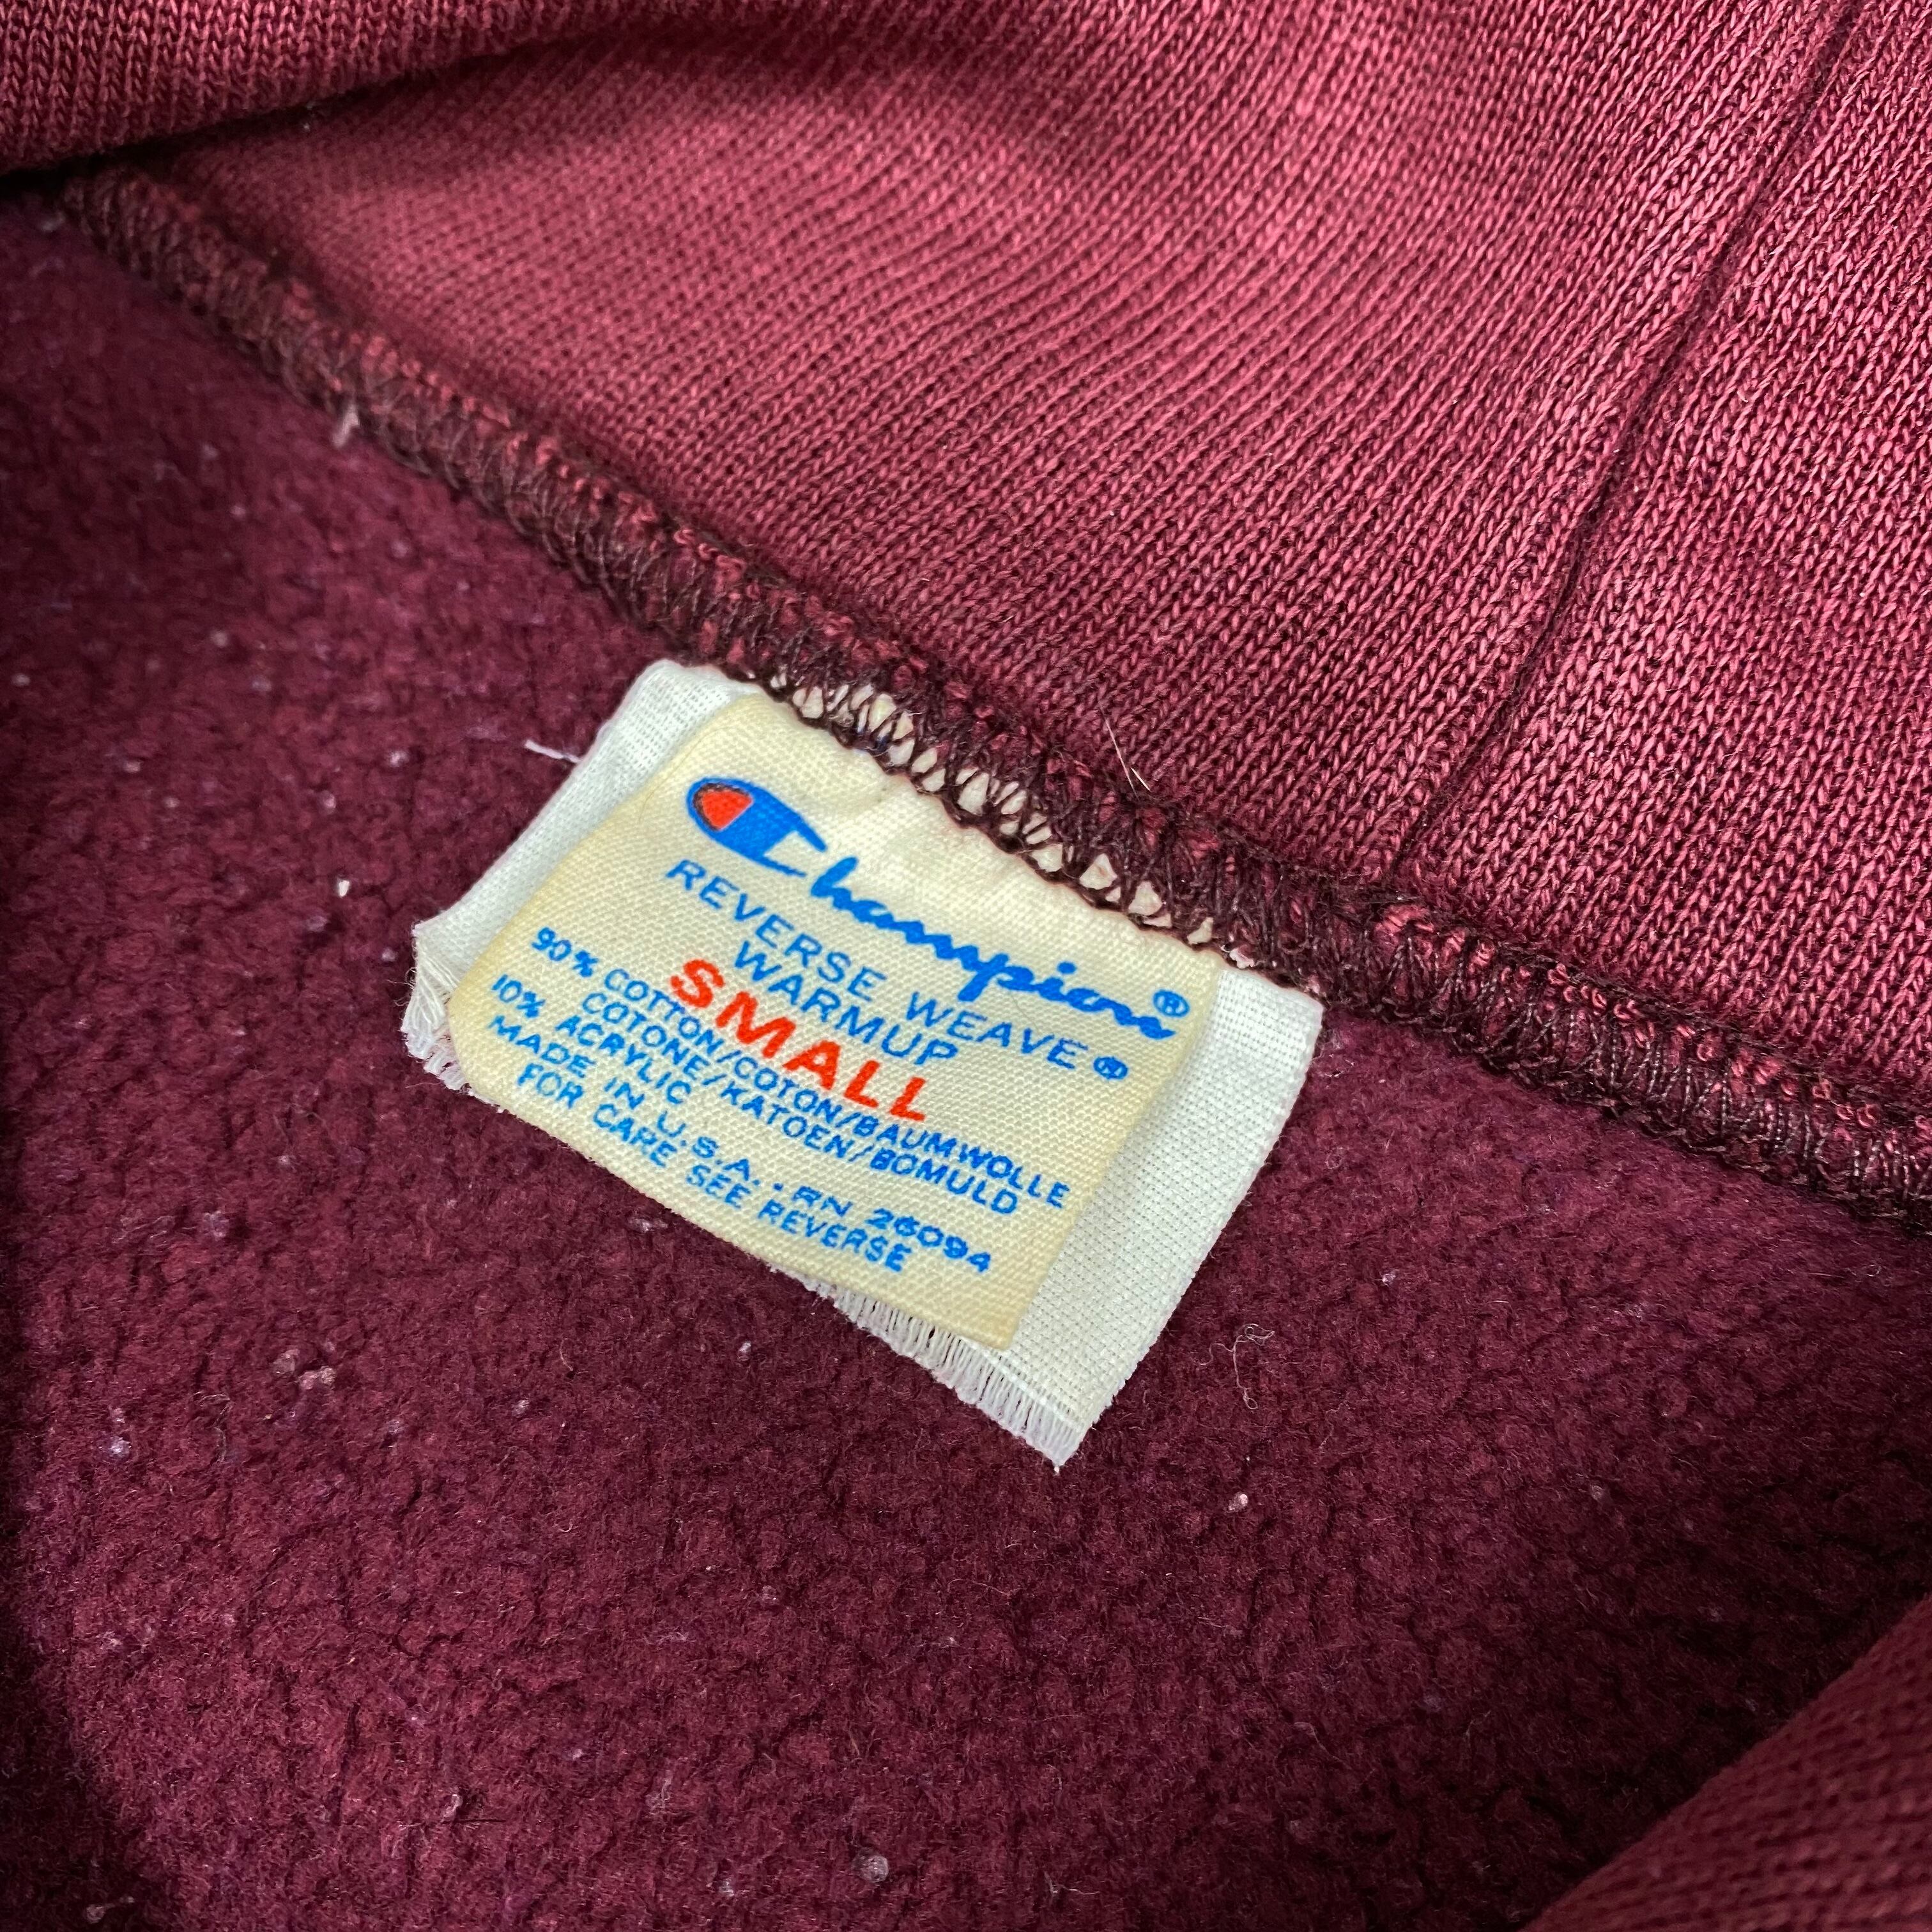 Champion®
REVERSE WEAVE®
WARMUP
SMALL
90% COTTON/COTON/BAUMWOLLE
COTONE/KATOEN/BOMULD
10% ACRYLIC
MADE IN U.S.A. · RN 26094
FOR CARE SEE REVERSE